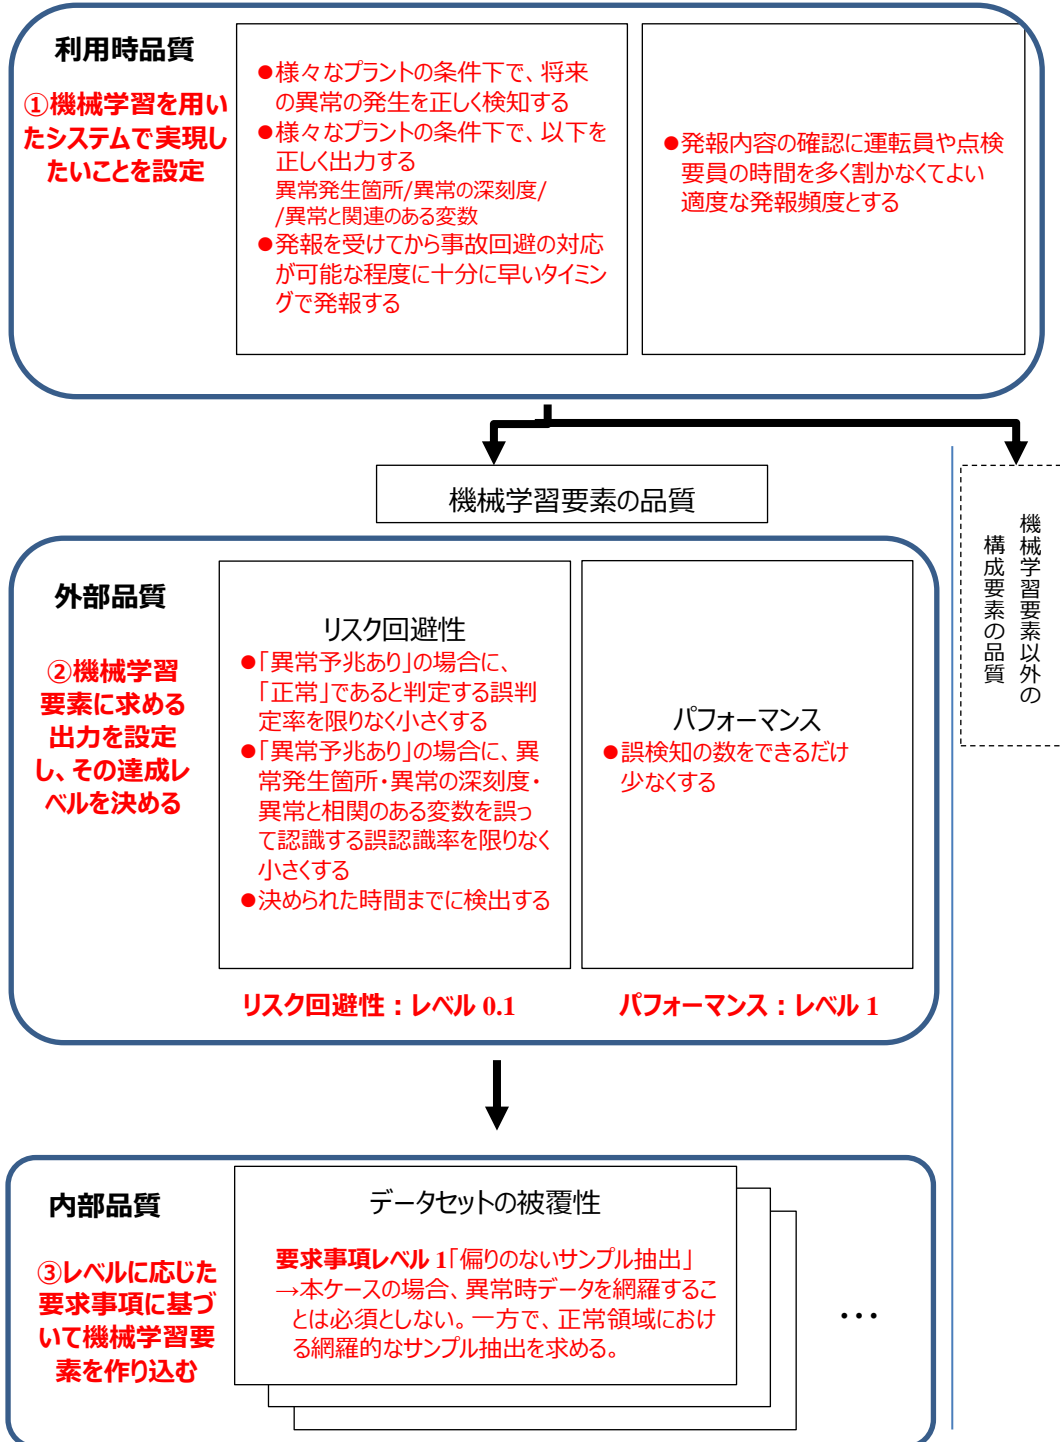 利用時品質
①機械学習を用い
たシステムで実現し
たいことを設定
●様々なプラントの条件下で、将来
の異常の発生を正しく検知する
●様々なプラントの条件下で、以下を
正しく出力する
異常発生箇所/異常の深刻度/
/異常と関連のある変数
●発報を受けてから事故回避の対応
が可能な程度に十分に早いタイミン
グで発報する
●発報内容の確認に運転員や点検
要員の時間を多く割かなくてよい
適度な発報頻度とする
機械学習要素の品質
機械学習要素以外の
構成要素の品質
外部品質
②機械学習
要素に求める
出力を設定
し、その達成レ
ベルを決める
リスク回避性
●「異常予兆あり」の場合に、
「正常」であると判定する誤判
定率を限りなく小さくする
●「異常予兆あり」の場合に、異
常発生箇所・異常の深刻度・
異常と相関のある変数を誤っ
て認識する誤認識率を限りなく
小さくする
●決められた時間までに検出する
パフォーマンス
●誤検知の数をできるだけ
少なくする
リスク回避性：レベル 0.1
パフォーマンス：レベル 1
内部品質
③レベルに応じた
要求事項に基づ
いて機械学習要
素を作り込む
データセットの被覆性
要求事項レベル 1「偏りのないサンプル抽出」
→本ケースの場合、異常時データを網羅するこ
とは必須としない。一方で、正常領域におけ
る網羅的なサンプル抽出を求める。
…